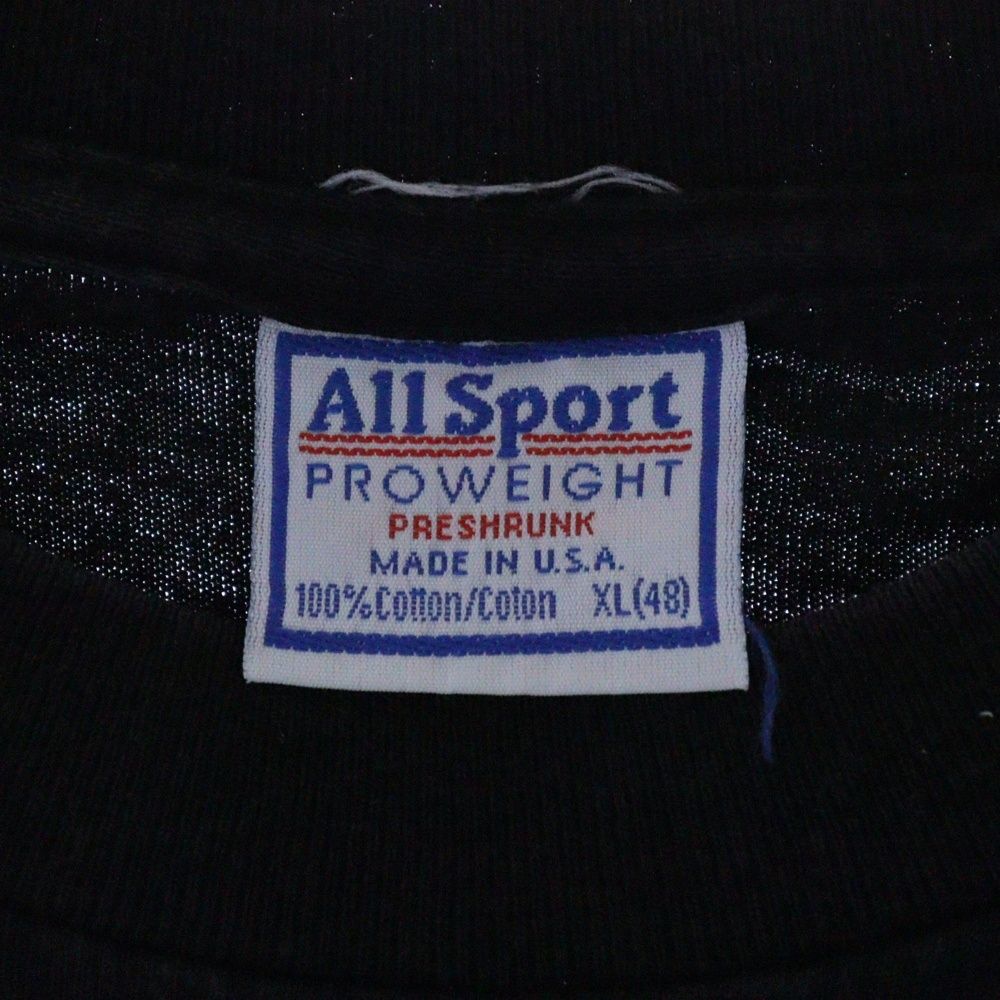 All Sport
PROWEIGHT
PRESHRUNK
MADE IN U.S.A.
100% Cotton/Coton XL(48)